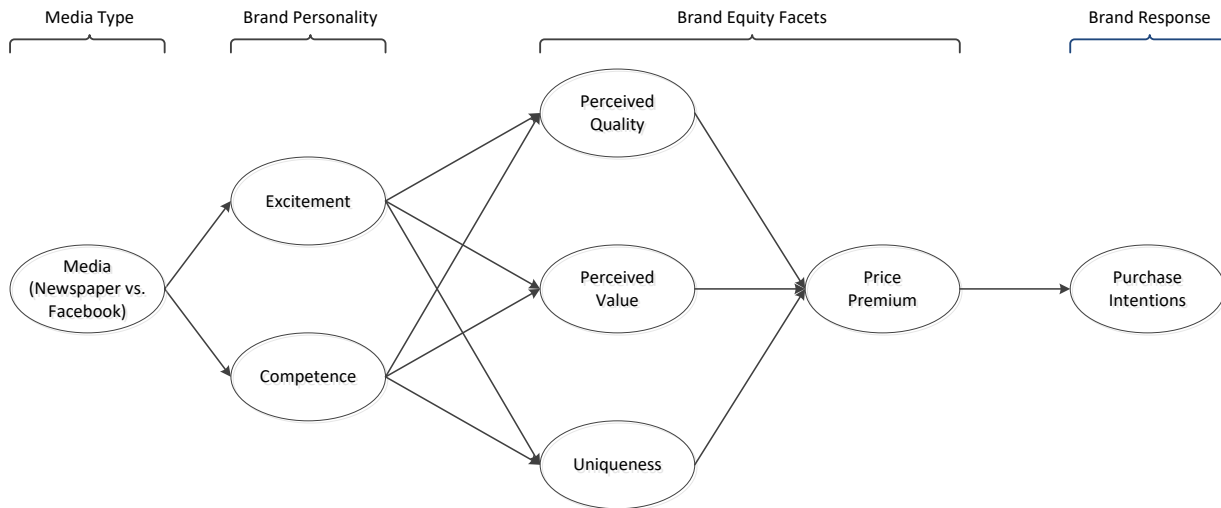 Media Type
Brand Personality
Brand Equity Facets
Brand Response
Perceived
Quality
Excitement
Media
(Newspaper vs.
Facebook)
Perceived
Value
Price
Premium
Purchase
Intentions
Competence
Uniqueness